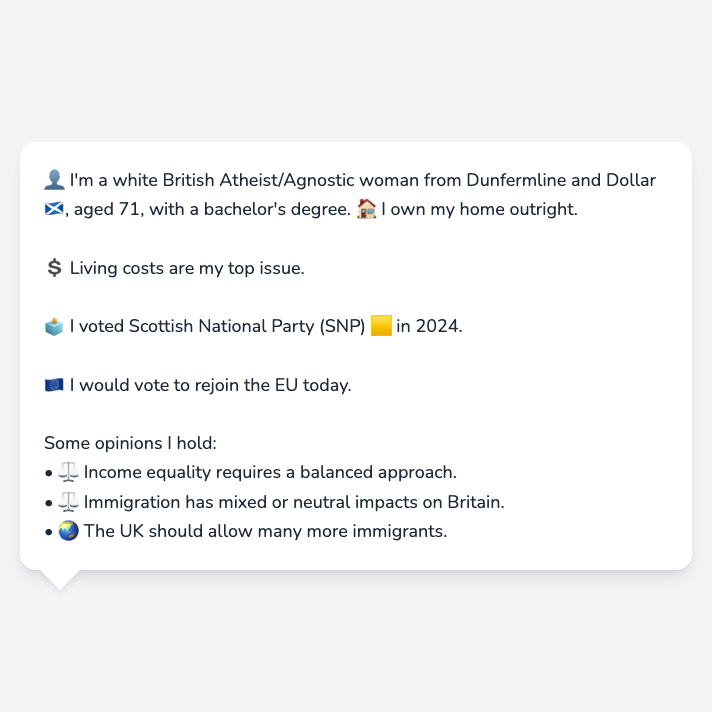 👤 I'm a white British Atheist/Agnostic woman from Dunfermline and Dollar
🏴󠁧󠁢󠁳󠁣󠁴󠁿, aged 71, with a bachelor's degree. 🏠 I own my home outright.
💲 Living costs are my top issue.
🗳️ I voted Scottish National Party (SNP) 🟨 in 2024.
🇪🇺 I would vote to rejoin the EU today.
Some opinions I hold:
• ⚖️ Income equality requires a balanced approach.
• ⚖️ Immigration has mixed or neutral impacts on Britain.
• 🌏 The UK should allow many more immigrants.